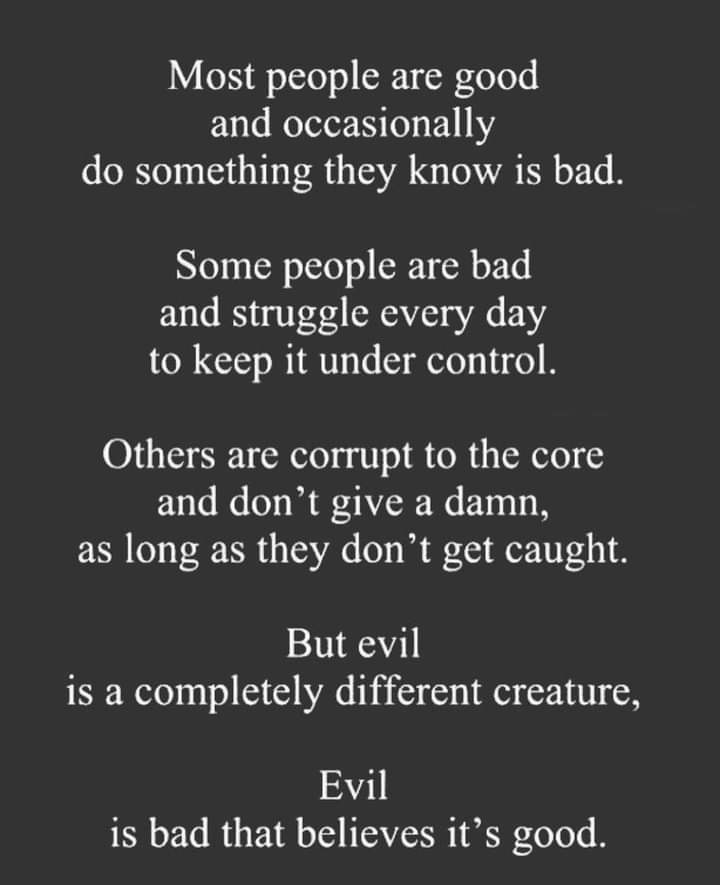 Most people are good
and occasionally
do something they know is bad.
Some people are bad
and struggle every day
to keep it under control.
Others are corrupt to the core
and don’t give a damn,
as long as they don’t get caught.
But evil
is a completely different creature,
Evil
is bad that believes it’s good.